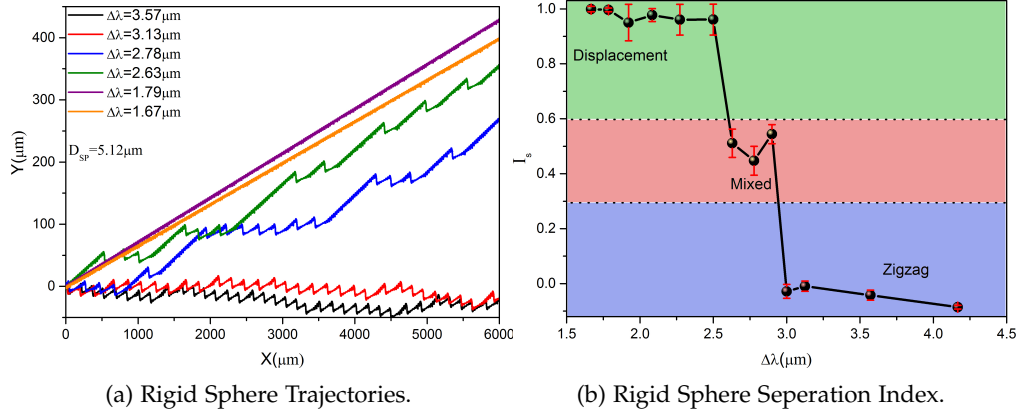 Δλ=3.57μm
Δλ=3.13μm
Δλ=2.78μm
Δλ=2.63μm
Δλ=1.79μm
Δλ=1.67μm
D_SP=5.12μm
Y(μm)
400
300
200
100
0
0 1000 2000 3000 4000 5000 6000
X(μm)
(a) Rigid Sphere Trajectories.
I_s
1.0
0.8
0.6
0.4
0.2
0.0
Displacement
Mixed
Zigzag
1.5 2.0 2.5 3.0 3.5 4.0 4.5
Δλ(μm)
(b) Rigid Sphere Seperation Index.